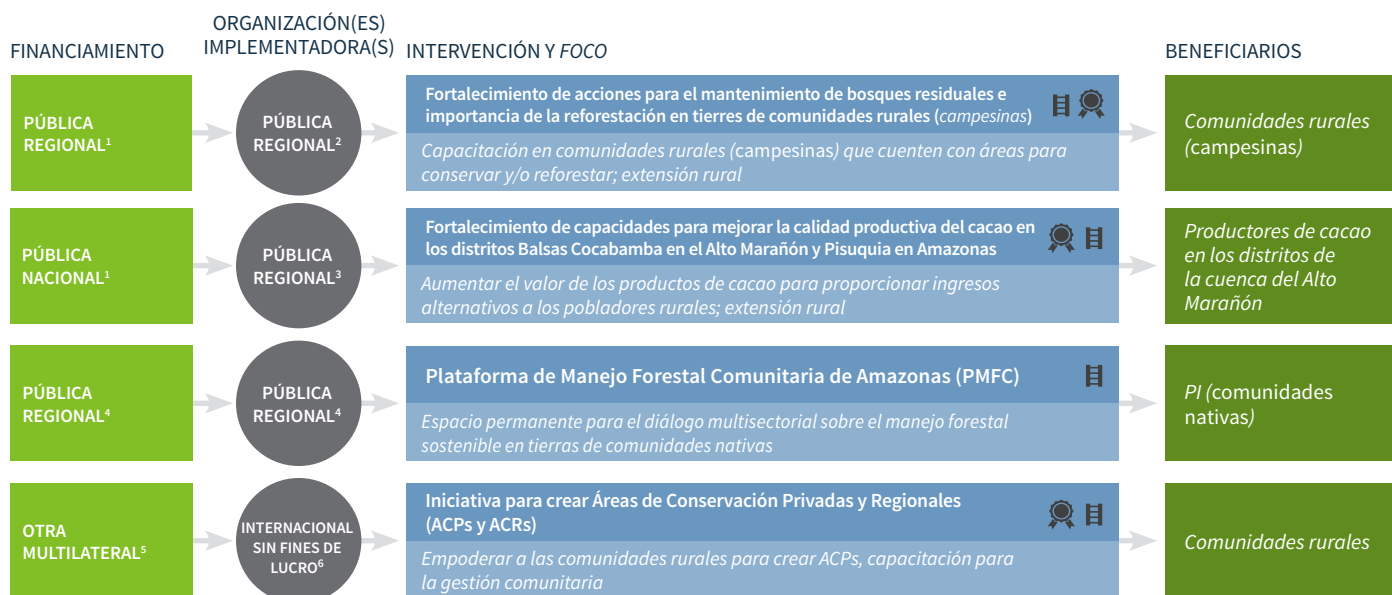 FINANCIAMIENTO
ORGANIZACIÓN(ES)
IMPLEMENTADORA(S)
INTERVENCIÓN Y FOCO
BENEFICIARIOS
PÚBLICA
REGIONAL¹
PÚBLICA
REGIONAL²
Fortalecimiento de acciones para el mantenimiento de bosques residuales e
importancia de la reforestación en tierres de comunidades rurales (campesinas)
Capacitación en comunidades rurales (campesinas) que cuenten con áreas para
conservar y/o reforestar; extensión rural
Comunidades rurales
(campesinas)
PÚBLICA
NACIONAL¹
PÚBLICA
REGIONAL³
Fortalecimiento de capacidades para mejorar la calidad productiva del cacao en
los distritos Balsas Cocabamba en el Alto Marañón y Pisuquia en Amazonas
Aumentar el valor de los productos de cacao para proporcionar ingresos
alternativos a los pobladores rurales; extensión rural
Productores de cacao
en los distritos de
la cuenca del Alto
Marañón
PÚBLICA
REGIONAL⁴
PÚBLICA
REGIONAL⁴
Plataforma de Manejo Forestal Comunitaria de Amazonas (PMFC)
Espacio permanente para el diálogo multisectorial sobre el manejo forestal
sostenible en tierras de comunidades nativas
PI (comunidades
nativas)
OTRA
MULTILATERAL⁵
INTERNACIONAL
SIN FINES DE
LUCRO⁶
Iniciativa para crear Áreas de Conservación Privadas y Regionales
(ACPs y ACRs)
Empoderar a las comunidades rurales para crear ACPs, capacitación para
la gestión comunitaria
Comunidades rurales